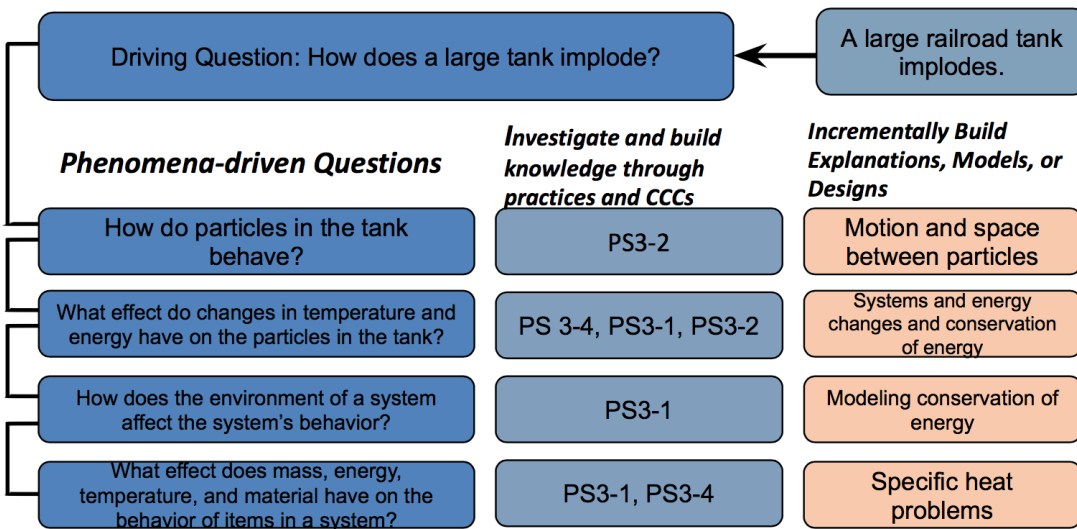 Driving Question: How does a large tank implode?
A large railroad tank
implodes.
Phenomena-driven Questions
Investigate and build
knowledge through
practices and CCCs
Incrementally Build
Explanations, Models, or
Designs
How do particles in the tank
behave?
PS3-2
Motion and space
between particles
What effect do changes in temperature and
energy have on the particles in the tank?
PS 3-4, PS3-1, PS3-2
Systems and energy
changes and conservation
of energy
How does the environment of a system
affect the system's behavior?
PS3-1
Modeling conservation of
energy
What effect does mass, energy,
temperature, and material have on the
behavior of items in a system?
PS3-1, PS3-4
Specific heat
problems